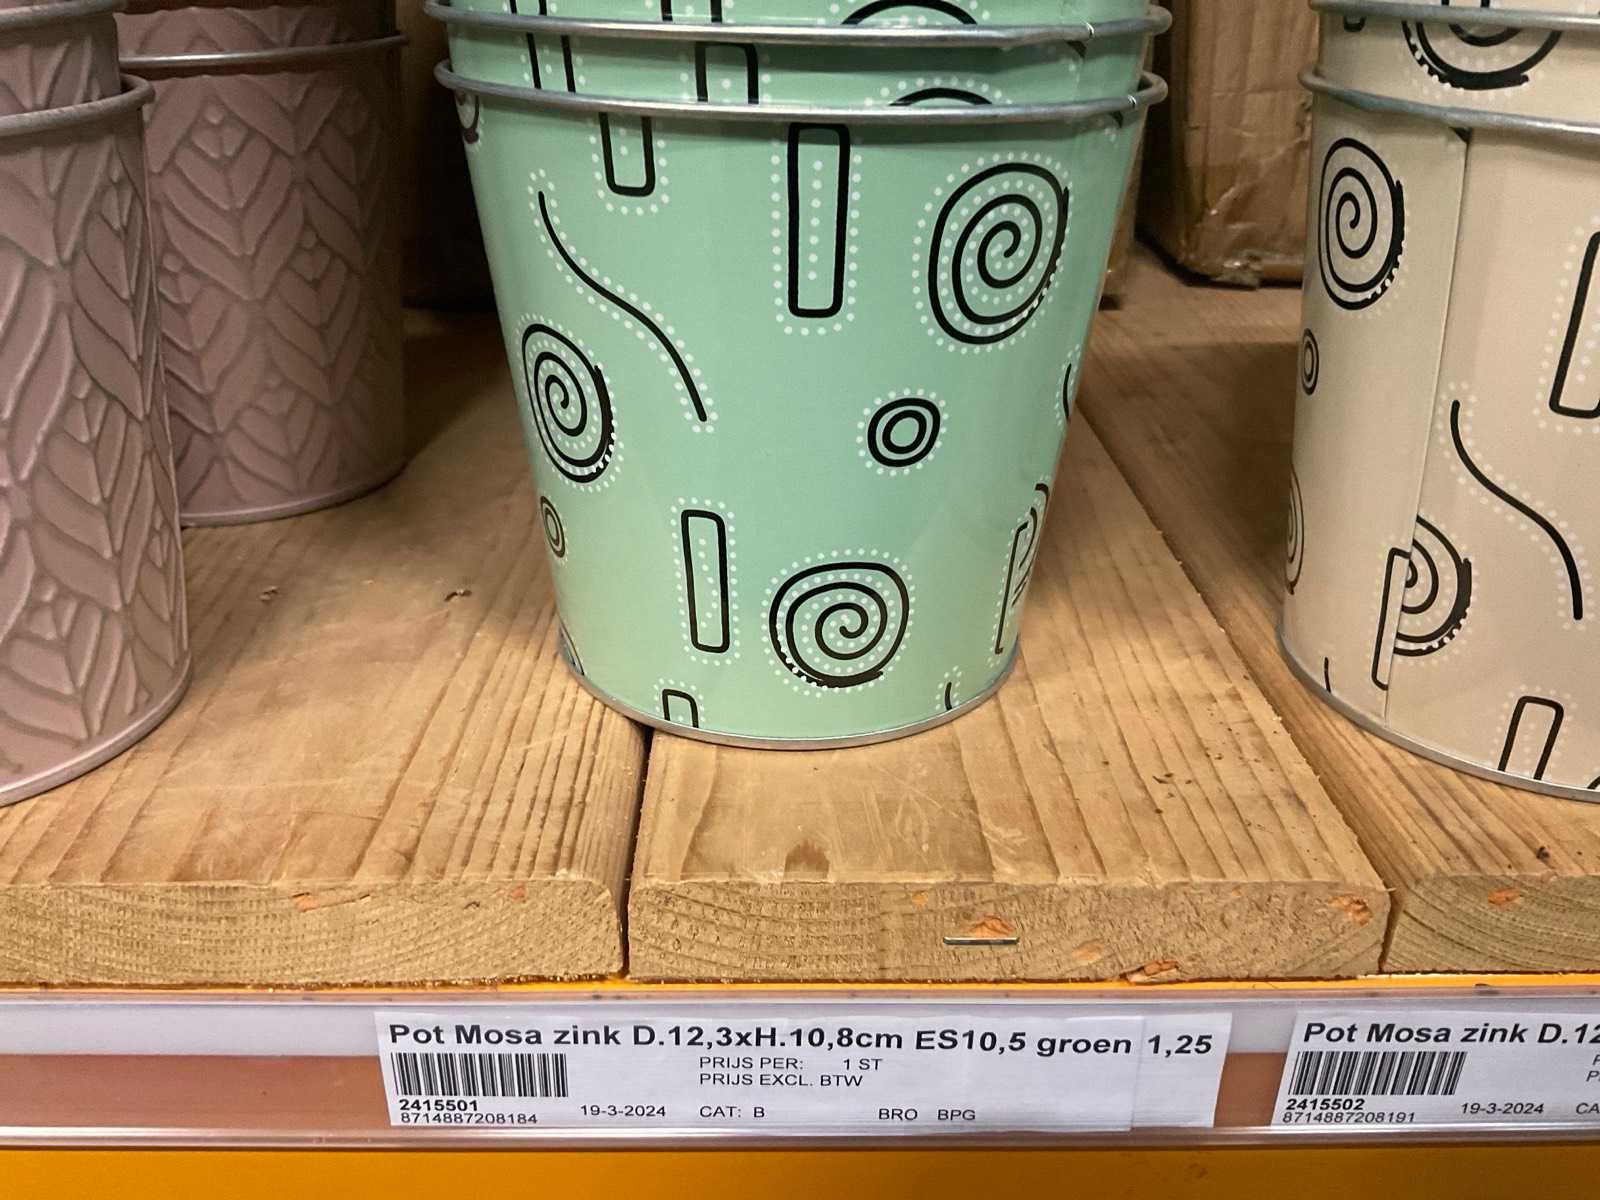 Pot Mosa zink D.12,3xH.10,8cm ES10,5 groen 1,25
PRIJS PER: 1 ST
PRIJS EXCL. BTW
2415501
8714887208184
19-3-2024
CAT: B
BRO BPG
Pot Mosa zink D.12
2415502
8714887208191
19-3-2024